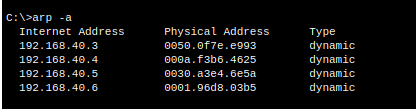 C:\>arp -a
Internet Address Physical Address Type
192.168.40.3 0050.0f7e.e993 dynamic
192.168.40.4 000a.f3b6.4625 dynamic
192.168.40.5 0030.a3e4.6e5a dynamic
192.168.40.6 0001.96d8.03b5 dynamic